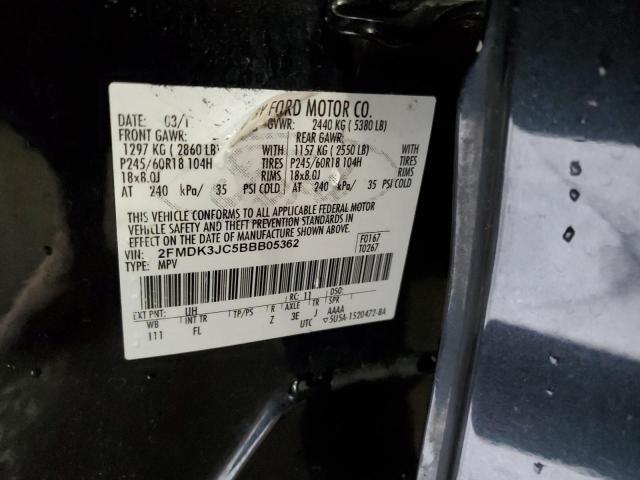 FORD MOTOR CO.
DATE: 03/1 GVWR: 2440 KG ( 5380 LB)
FRONT GAWR: REAR GAWR:
1297 KG ( 2860 LB) WITH 1157 KG ( 2550 LB) WITH
P245/60R18 104H TIRES P245/60R18 104H TIRES
18x8.0J RIMS 18x8.0J RIMS
AT 240 kPa/ 35 PSI COLD AT 240 kPa/ 35 PSI COLD
THIS VEHICLE CONFORMS TO ALL APPLICABLE FEDERAL MOTOR
VEHICLE SAFETY AND THEFT PREVENTION STANDARDS IN
EFFECT ON THE DATE OF MANUFACTURE SHOWN ABOVE.
VIN: 2FMDK3JC5BBB05362 F0167
TYPE: MPV T0267
EXT PNT: UH RC: 11 DSO:
WB INT TR TP/PS R AXLE TR SPR
111 FL Z 3E J AAAA
UTC 5U5A-1520472-BA